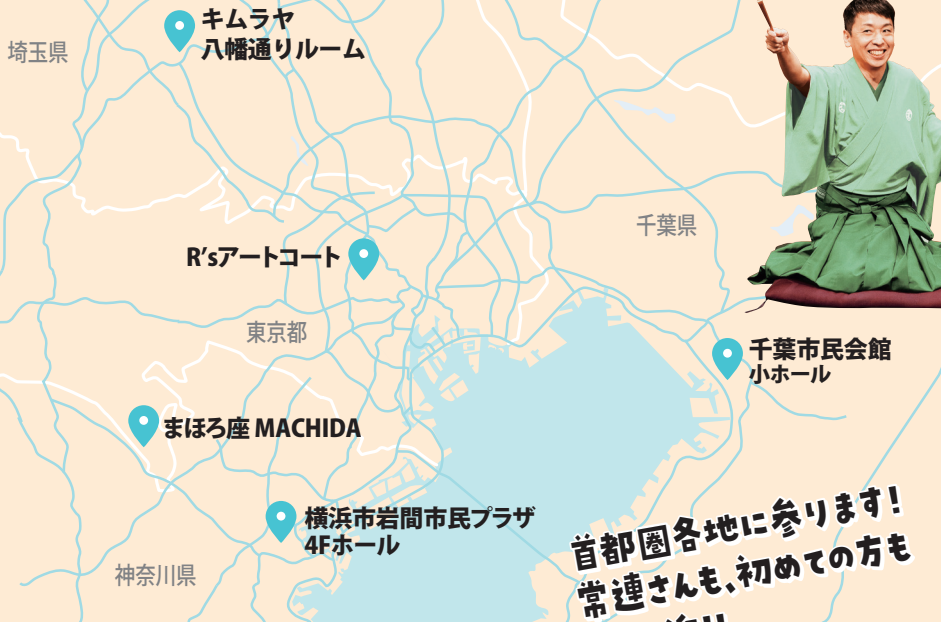 キムラヤ
八幡通りルーム
埼玉県
千葉県
R'sアートコート
東京都
千葉市民会館
小ホール
まほろ座 MACHIDA
横浜市岩間市民プラザ
4Fホール
神奈川県
首都圏各地に参ります!
常連さんも、初めての方も